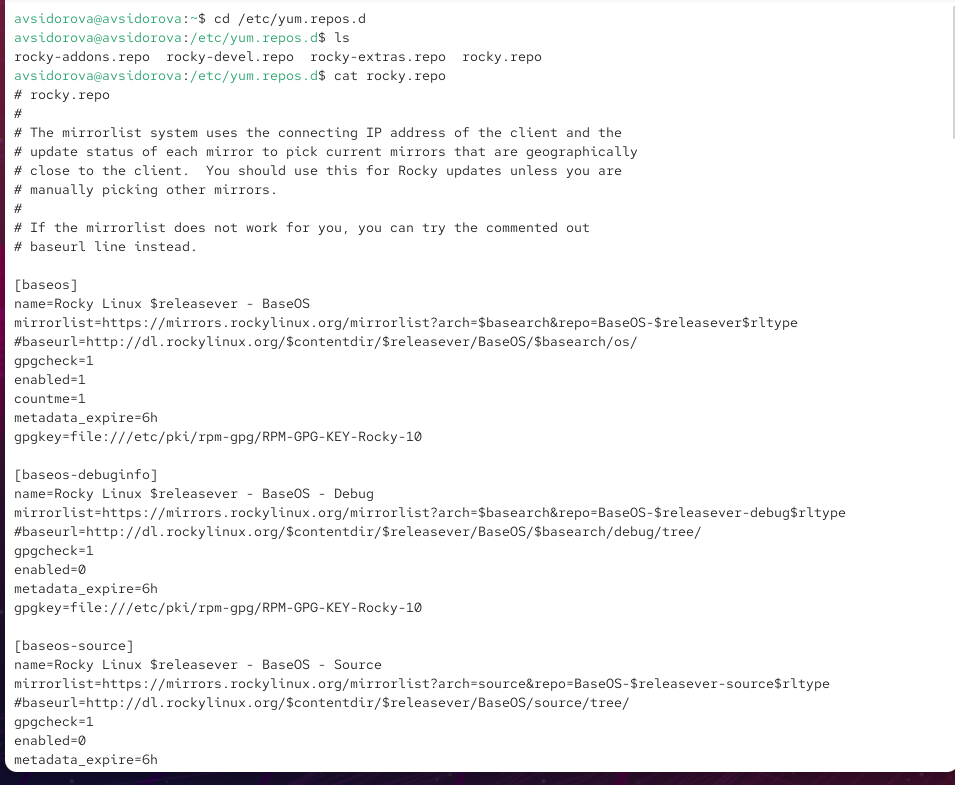 avsidorova@avsidorova:~$ cd /etc/yum.repos.d
avsidorova@avsidorova:/etc/yum.repos.d$ ls
rocky-addons.repo  rocky-devel.repo  rocky-extras.repo  rocky.repo
avsidorova@avsidorova:/etc/yum.repos.d$ cat rocky.repo
# rocky.repo
#
# The mirrorlist system uses the connecting IP address of the client and the
# update status of each mirror to pick current mirrors that are geographically
# close to the client.  You should use this for Rocky updates unless you are
# manually picking other mirrors.
#
# If the mirrorlist does not work for you, you can try the commented out
# baseurl line instead.

[baseos]
name=Rocky Linux $releasever - BaseOS
mirrorlist=https://mirrors.rockylinux.org/mirrorlist?arch=$basearch&repo=BaseOS-$releasever$rltype
#baseurl=http://dl.rockylinux.org/$contentdir/$releasever/BaseOS/$basearch/os/
gpgcheck=1
enabled=1
countme=1
metadata_expire=6h
gpgkey=file:///etc/pki/rpm-gpg/RPM-GPG-KEY-Rocky-10

[baseos-debuginfo]
name=Rocky Linux $releasever - BaseOS - Debug
mirrorlist=https://mirrors.rockylinux.org/mirrorlist?arch=$basearch&repo=BaseOS-$releasever-debug$rltype
#baseurl=http://dl.rockylinux.org/$contentdir/$releasever/BaseOS/$basearch/debug/tree/
gpgcheck=1
enabled=0
metadata_expire=6h
gpgkey=file:///etc/pki/rpm-gpg/RPM-GPG-KEY-Rocky-10

[baseos-source]
name=Rocky Linux $releasever - BaseOS - Source
mirrorlist=https://mirrors.rockylinux.org/mirrorlist?arch=source&repo=BaseOS-$releasever-source$rltype
#baseurl=http://dl.rockylinux.org/$contentdir/$releasever/BaseOS/source/tree/
gpgcheck=1
enabled=0
metadata_expire=6h